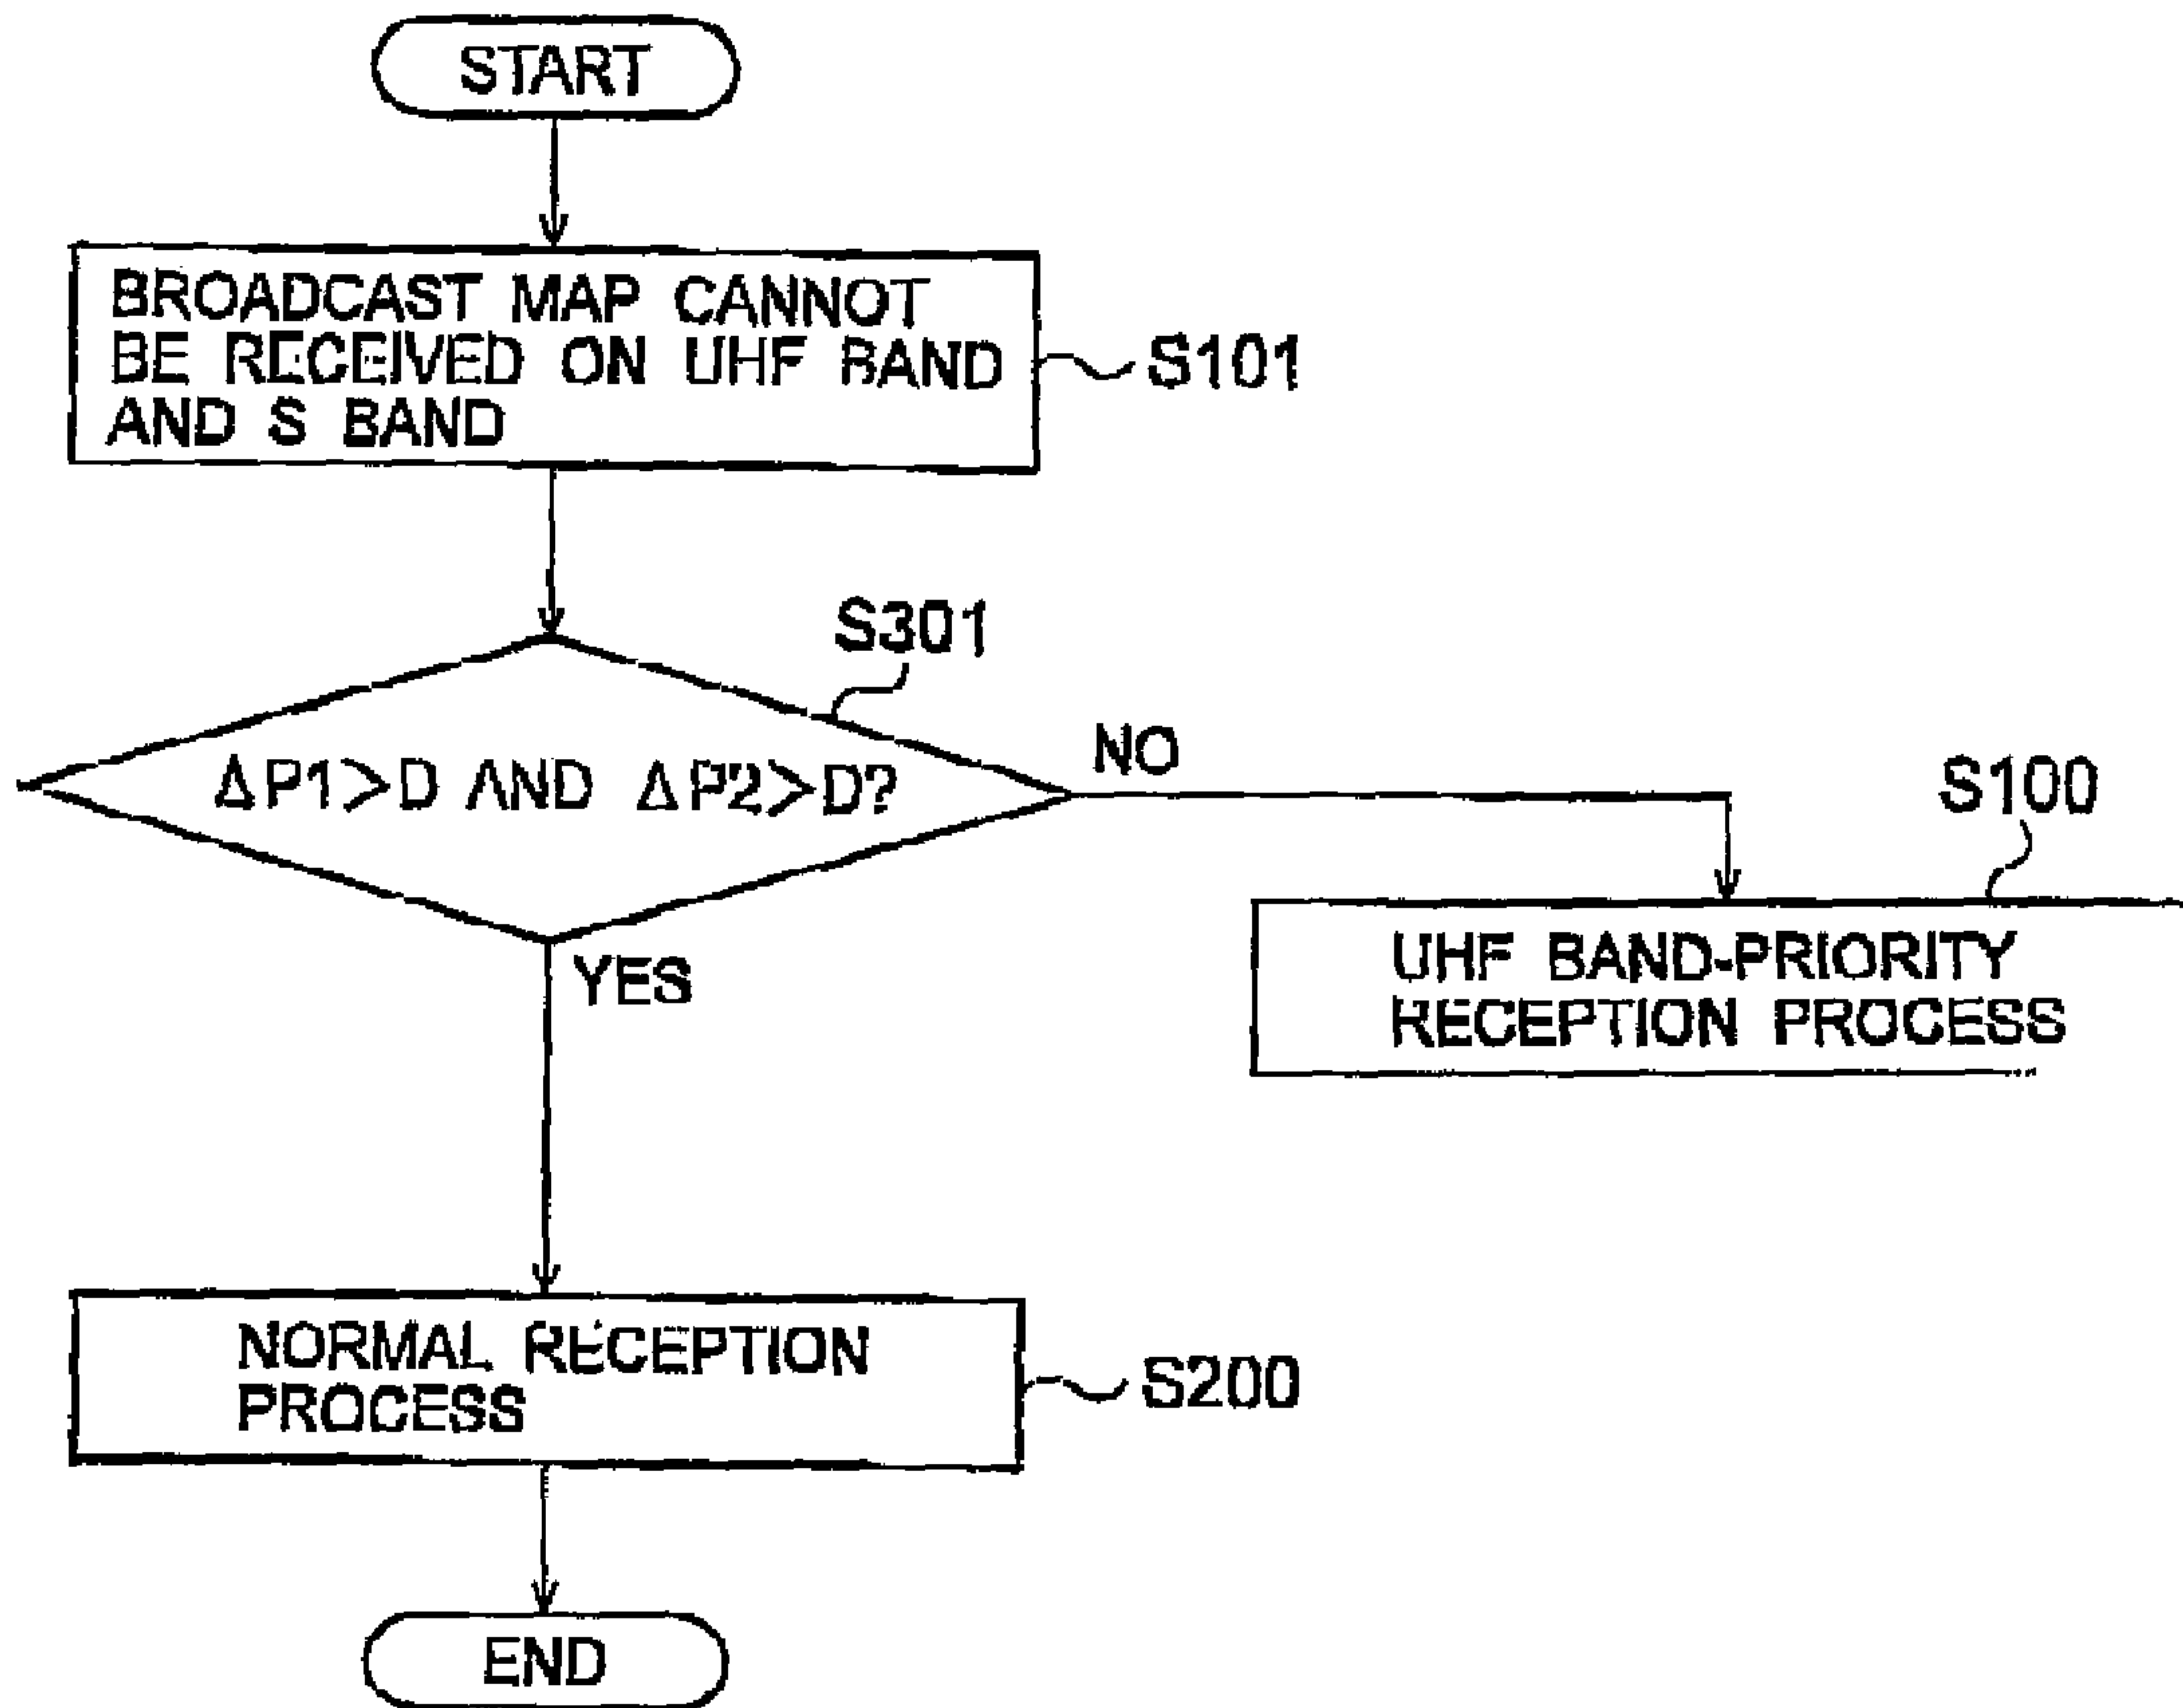 START
BROADCAST MAP CANNOT
BE RECEIVED ON UHF BAND
AND S BAND
S101
S301
ΔP1>D AND ΔP2>D?
NO
S100
UHF BAND-PRIORITY
RECEPTION PROCESS
YES
NORMAL RECEPTION
PROCESS
S200
END